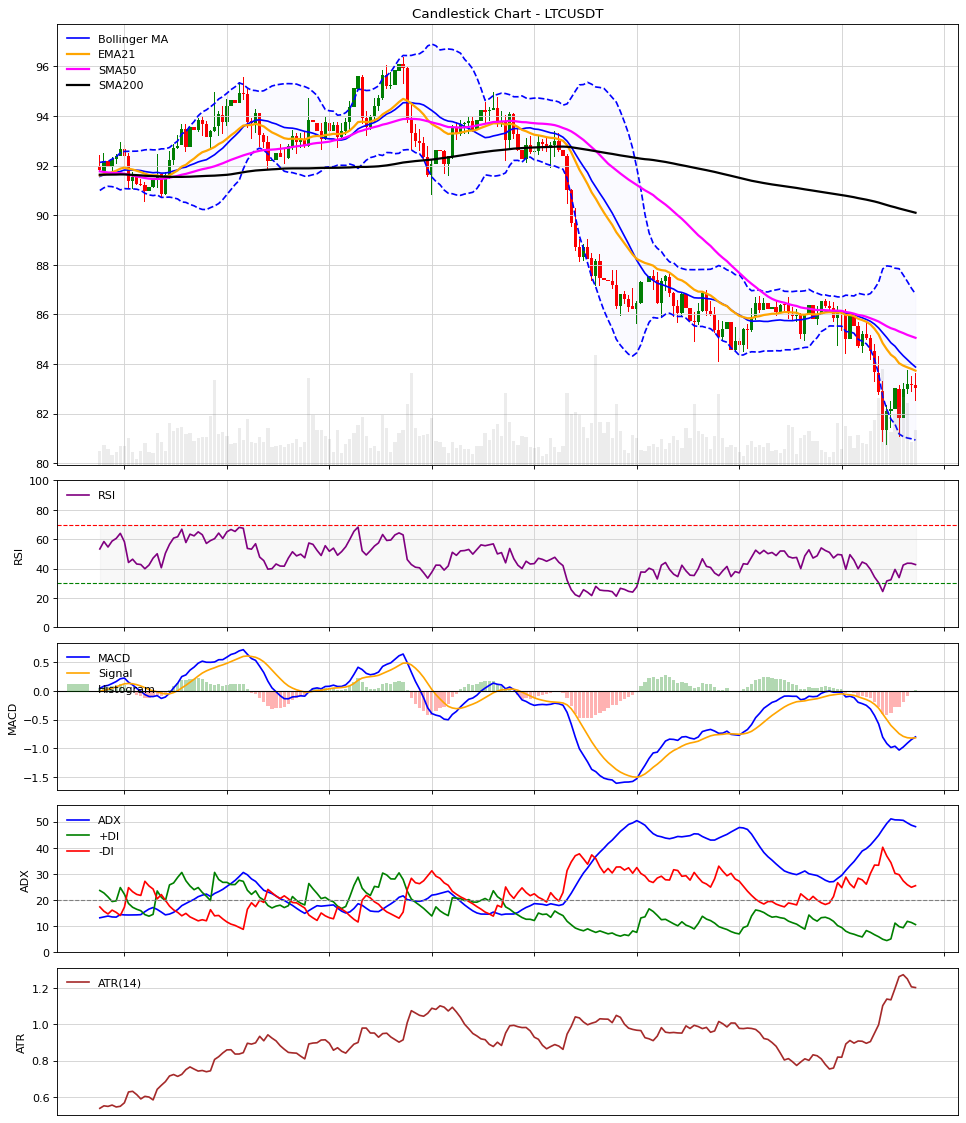 Candlestick Chart - LTCUSDT
Bollinger MA
EMA21
SMA50
SMA200
96
94
92
90
88
86
84
82
80
100
80
60
40
20
0
RSI
RSI
0.5
0.0
−0.5
−1.0
−1.5
MACD
MACD
Signal
Histogram
50
40
30
20
10
0
ADX
ADX
+DI
-DI
1.2
1.0
0.8
0.6
ATR
ATR(14)